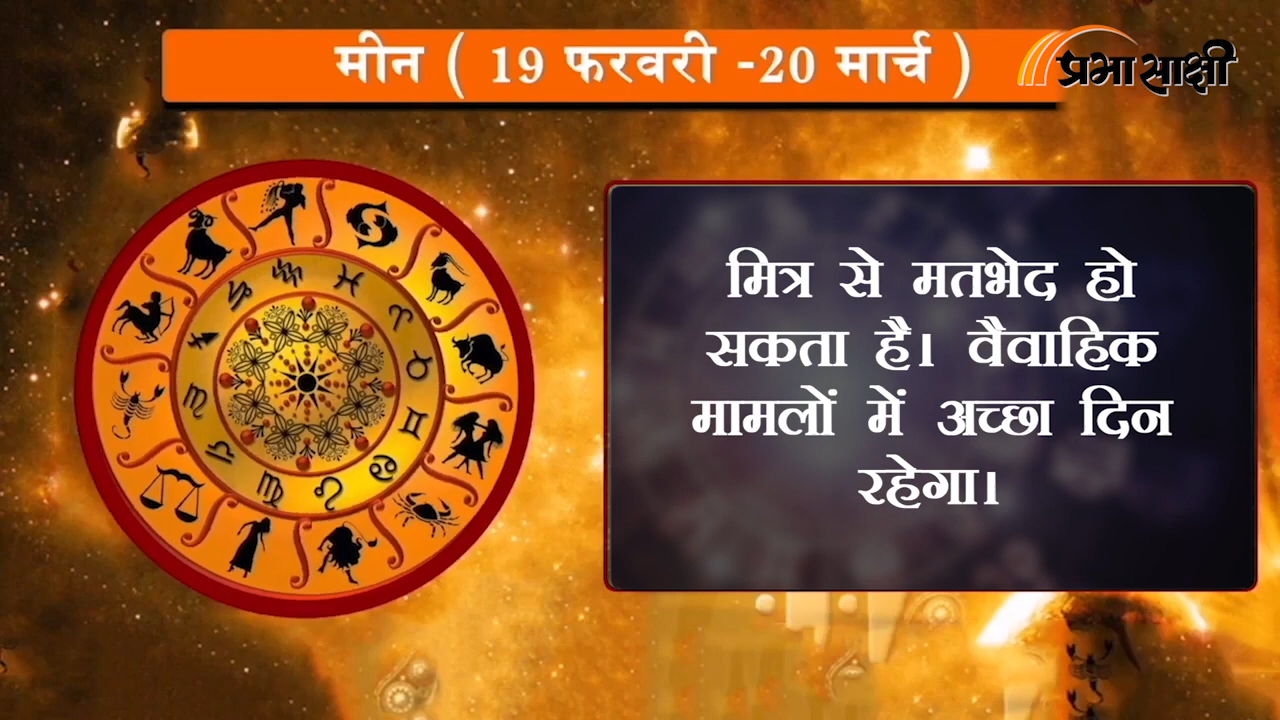 मीन ( 19 फरवरी -20 मार्च )
प्रभासाक्षी
मित्र से मतभेद हो
सकता है। वैवाहिक
मामलों में अच्छा दिन
रहेगा।